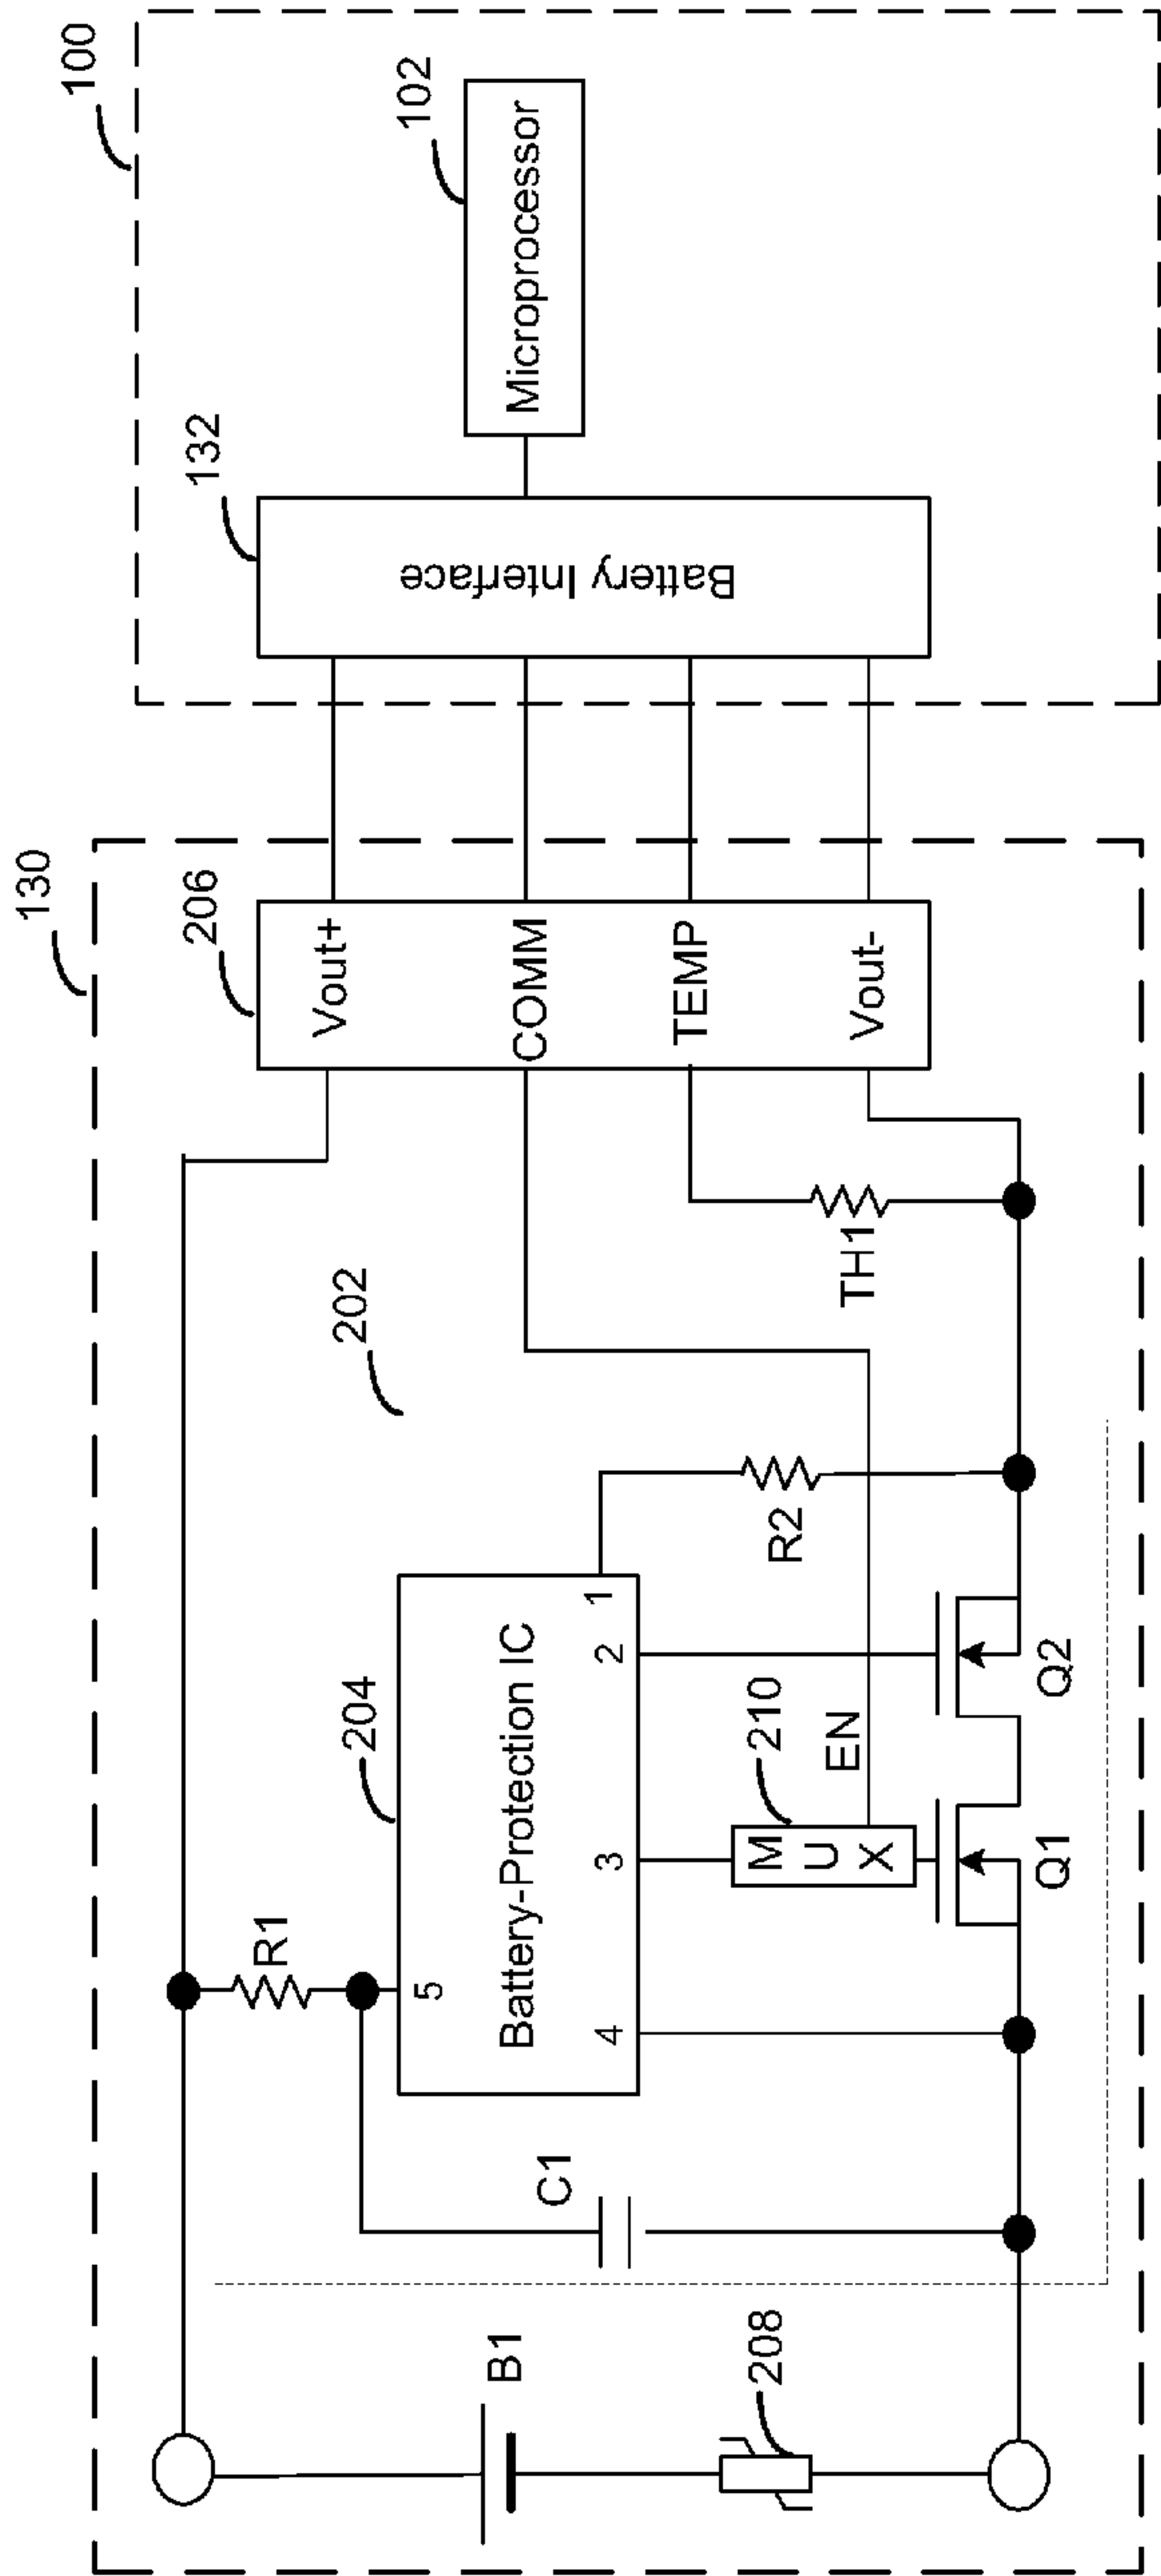 130
100
206
132
102
Vout+
COMM
TEMP
Vout-
Battery Interface
Microprocessor
202
204
R1
5
Battery-Protection IC
4
3
2
1
C1
B1
208
M
U
X
210
EN
R2
TH1
Q1
Q2